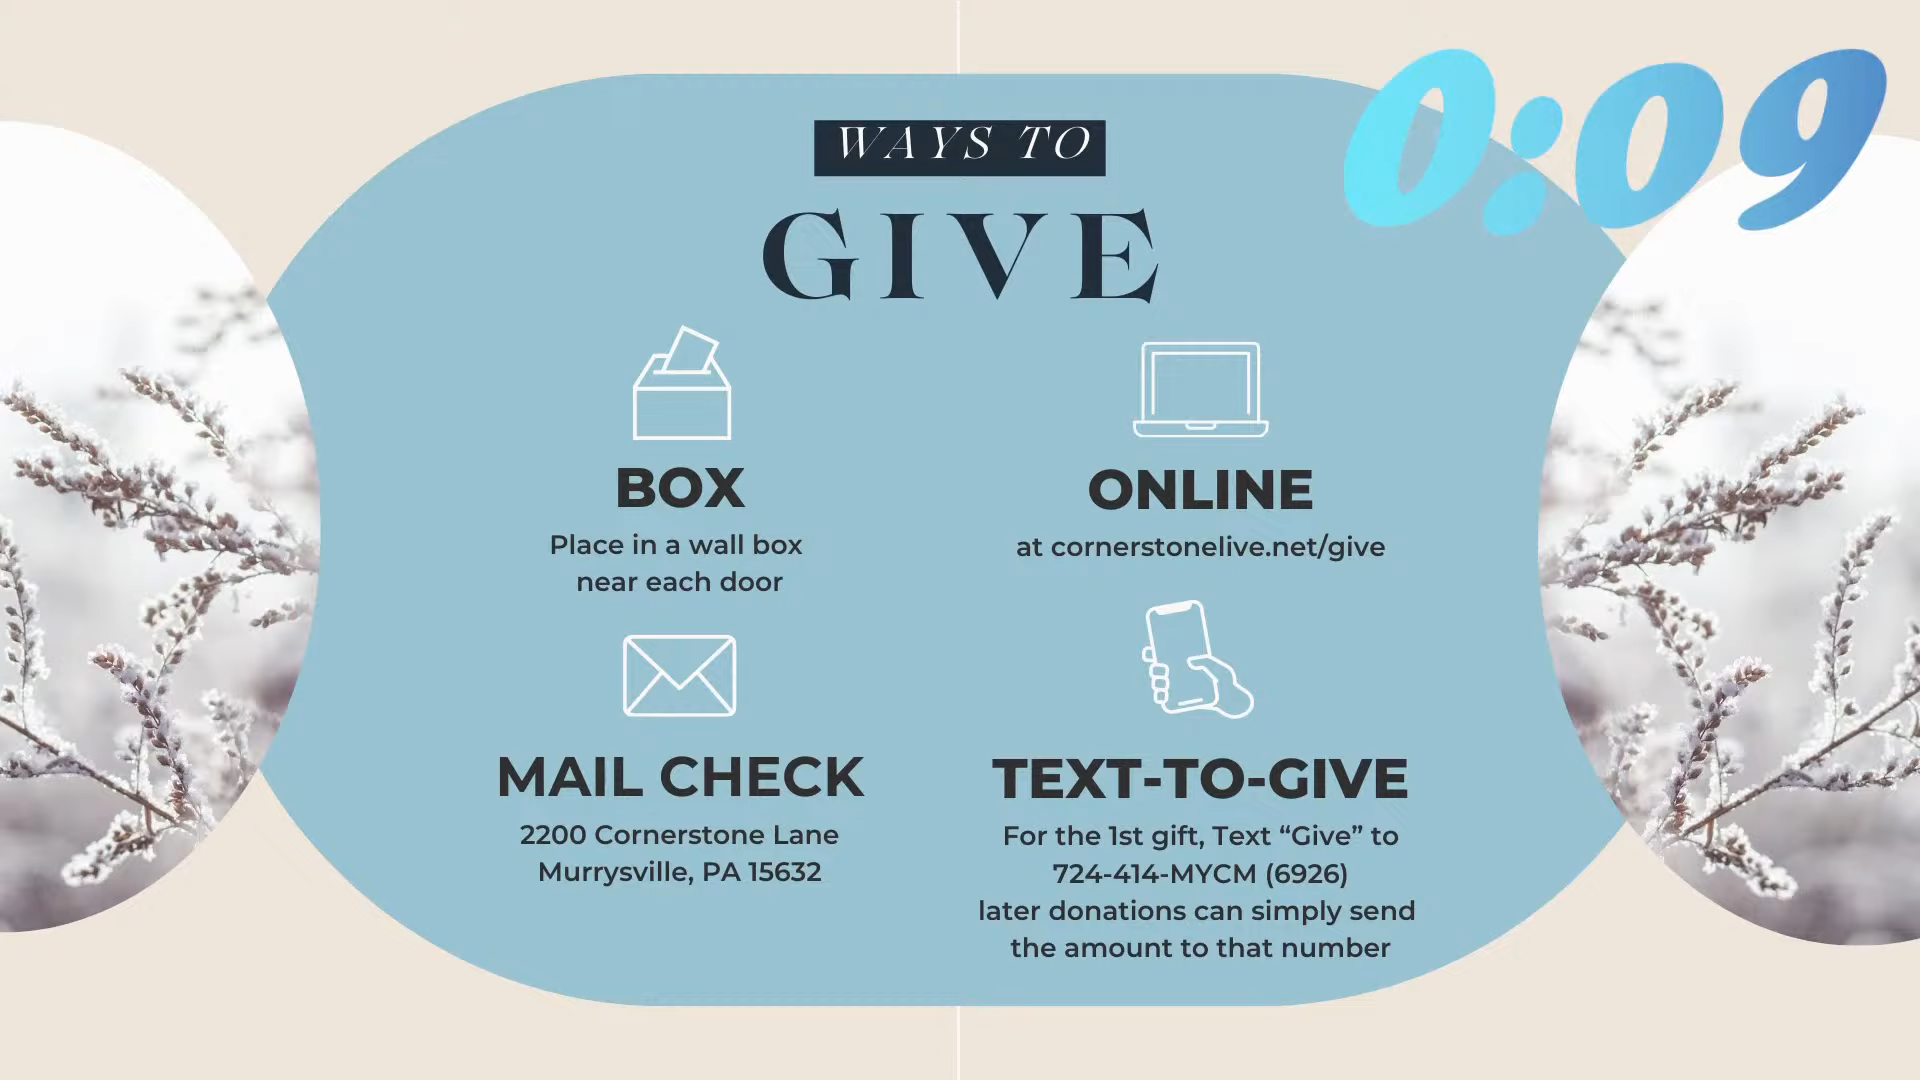 WAYS TO
GIVE
0:09
BOX
Place in a wall box
near each door
ONLINE
at cornerstonelive.net/give
MAIL CHECK
2200 Cornerstone Lane
Murrysville, PA 15632
TEXT-TO-GIVE
For the 1st gift, Text “Give” to
724-414-MYCM (6926)
later donations can simply send
the amount to that number